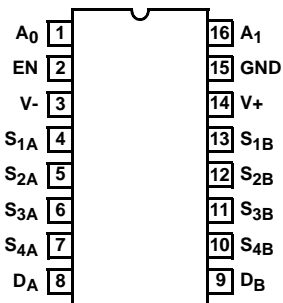 A0 1 16 A1
EN 2 15 GND
V- 3 14 V+
S1A 4 13 S1B
S2A 5 12 S2B
S3A 6 11 S3B
S4A 7 10 S4B
DA 8 9 DB